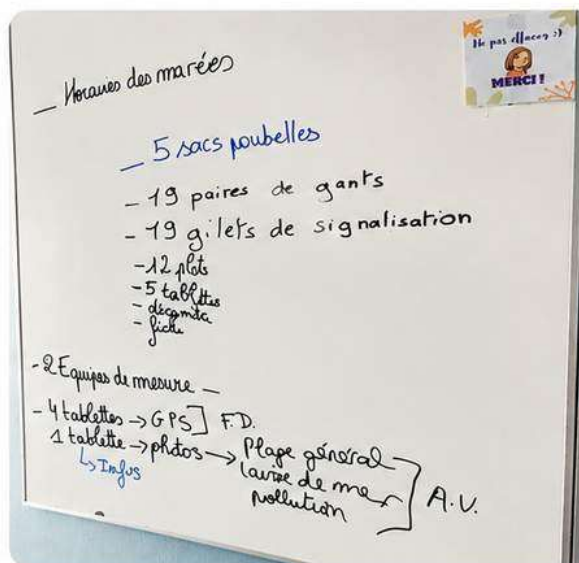 Ne pas effacer :)
MERCI !
_ Horaires des marées
_ 5 sacs poubelles
- 19 paires de gants
- 19 gilets de signalisation
- 12 plots
- 5 tablettes
- décamètre
- fiche
- 2 Equipes de mesure _
- 4 tablettes → GPS ] F.D.
1 tablette → photos → Plage général
↳ Infos
laisse de mer
pollution ] A.V.